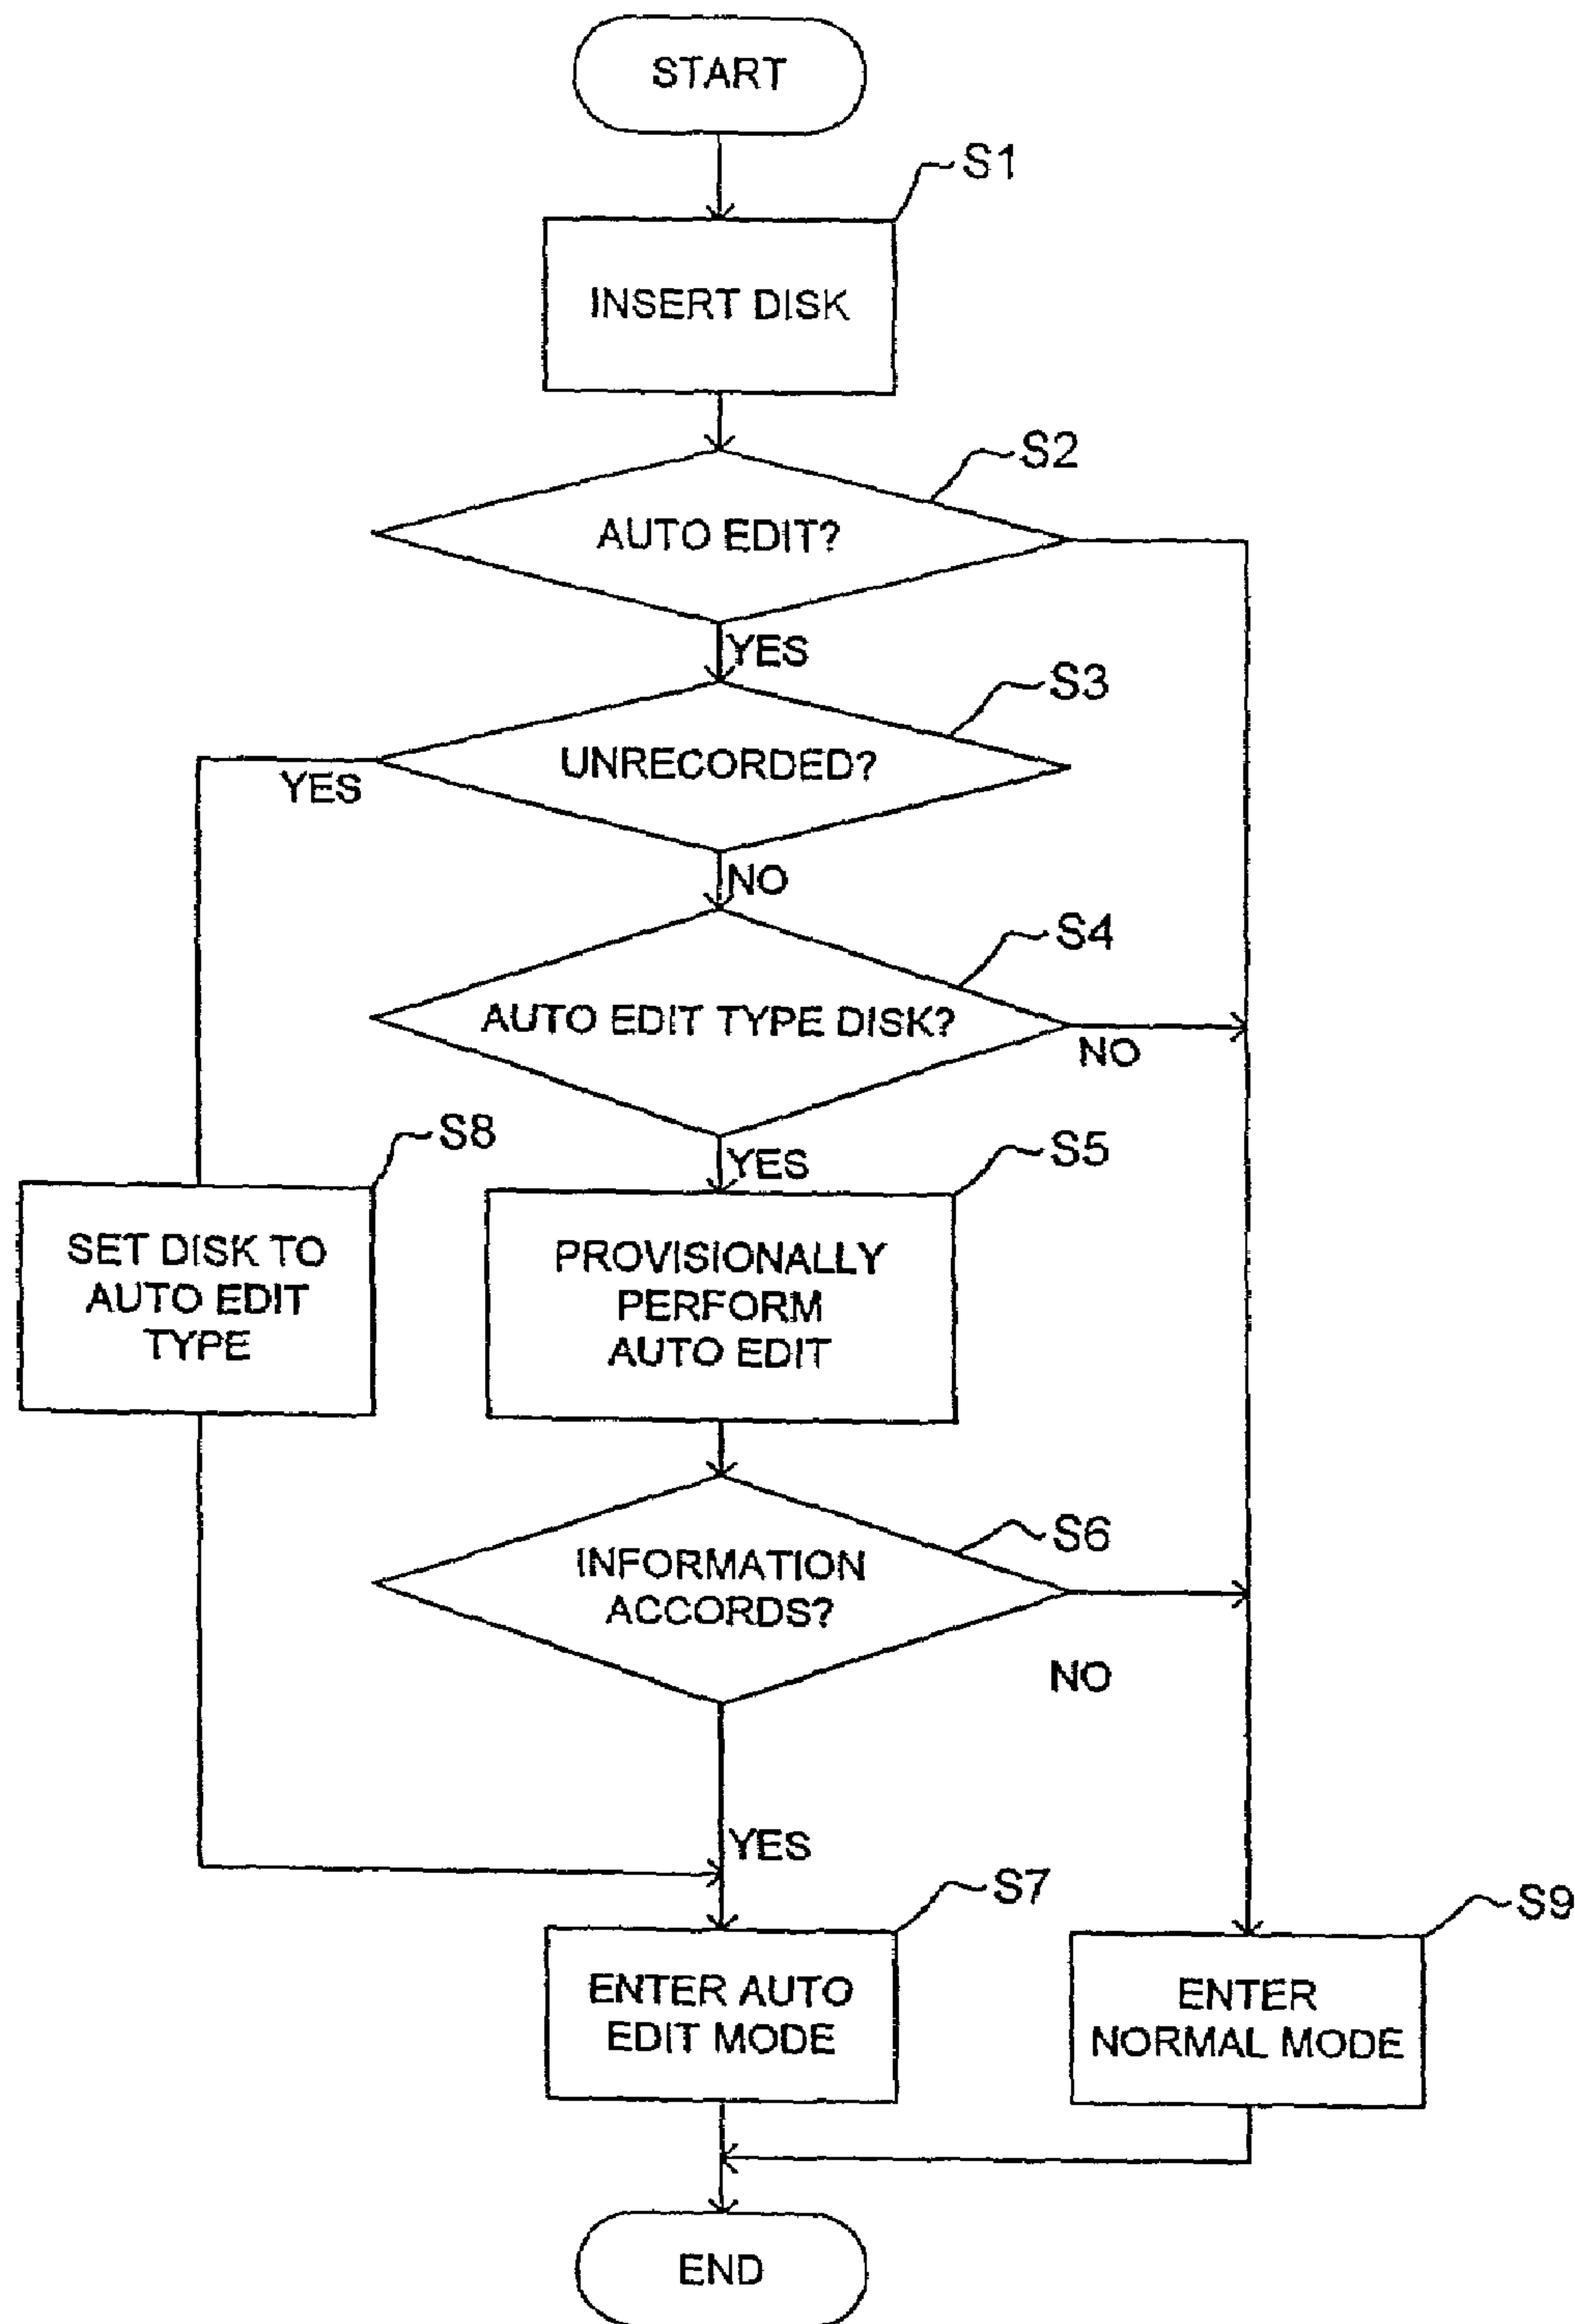 START
S1
INSERT DISK
S2
AUTO EDIT?
YES
S3
UNRECORDED?
YES
NO
S4
AUTO EDIT TYPE DISK?
NO
S8
YES
S5
SET DISK TO
AUTO EDIT
TYPE
PROVISIONALLY
PERFORM
AUTO EDIT
S6
INFORMATION
ACCORDS?
NO
YES
S7
S9
ENTER AUTO
EDIT MODE
ENTER
NORMAL MODE
END